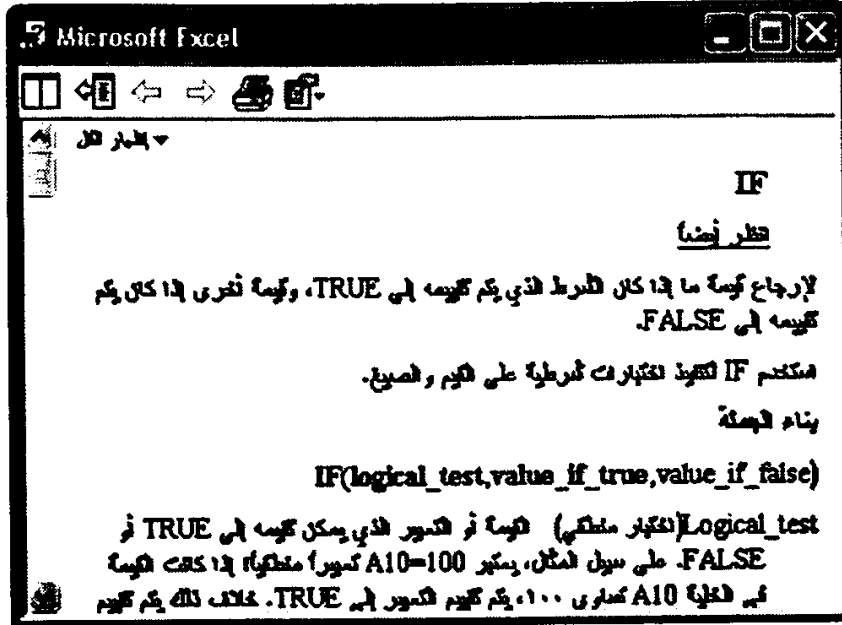 Microsoft Excel
إظهار الكل
IF
انظر أيضاً
لإرجاع قيمة ما إذا كان الشرط الذي يتم تقييمه إلى TRUE، وقيمة أخرى إذا كان يتم
تقييمه إلى FALSE.
استخدم IF لتنفيذ اختبارات شرطية على القيم والصيغ.
بناء الجملة
IF(logical_test,value_if_true,value_if_false)
Logical_test(اختبار منطقي) القيمة أو التعبير الذي يمكن تقييمه إلى TRUE أو
FALSE. على سبيل المثال، يعتبر A10=100 تعبيراً منطقياً؛ إذا كانت القيمة
في الخلية A10 تساوي ١٠٠، يتم تقييم التعبير إلى TRUE. خلاف ذلك يتم تقييم